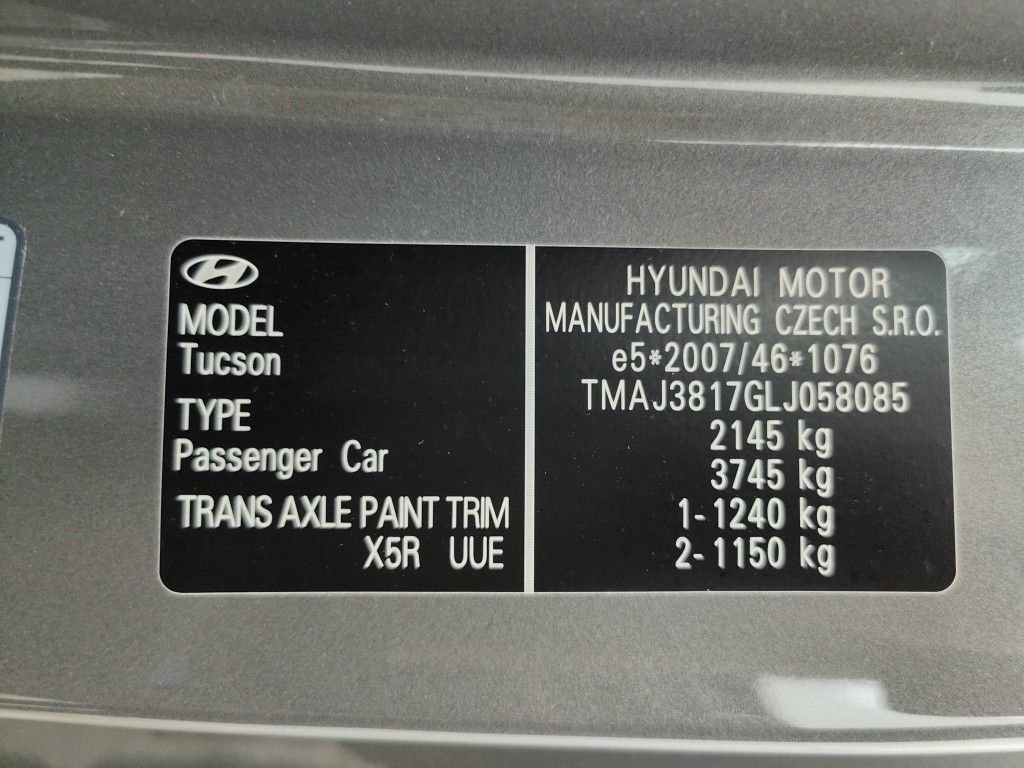 MODEL
Tucson
TYPE
Passenger Car
TRANS AXLE PAINT TRIM
X5R UUE
HYUNDAI MOTOR
MANUFACTURING CZECH S.R.O.
e5*2007/46*1076
TMAJ3817GLJ058085
2145 kg
3745 kg
1-1240 kg
2-1150 kg